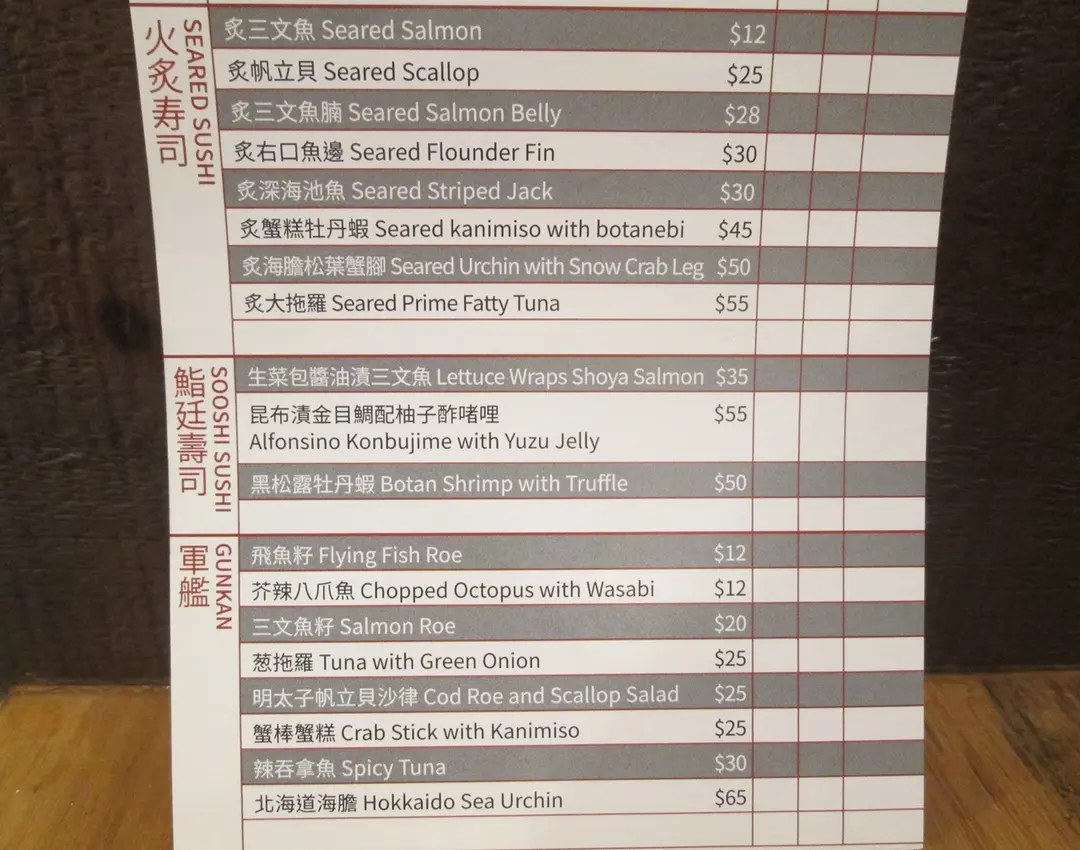 火炙寿司
SEARED SUSHI
炙三文魚 Seared Salmon $12
炙帆立貝 Seared Scallop $25
炙三文魚腩 Seared Salmon Belly $28
炙右口魚邊 Seared Flounder Fin $30
炙深海池魚 Seared Striped Jack $30
炙蟹糕牡丹蝦 Seared kanimiso with botanebi $45
炙海膽松葉蟹腳 Seared Urchin with Snow Crab Leg $50
炙大拖羅 Seared Prime Fatty Tuna $55
鮨廷壽司
SOOSHI SUSHI
生菜包醬油漬三文魚 Lettuce Wraps Shoya Salmon $35
昆布漬金目鯛配柚子酢啫哩 $55
Alfonsino Konbujime with Yuzu Jelly
黑松露牡丹蝦 Botan Shrimp with Truffle $50
軍艦
GUNKAN
飛魚籽 Flying Fish Roe $12
芥辣八爪魚 Chopped Octopus with Wasabi $12
三文魚籽 Salmon Roe $20
葱拖羅 Tuna with Green Onion $25
明太子帆立貝沙律 Cod Roe and Scallop Salad $25
蟹棒蟹糕 Crab Stick with Kanimiso $25
辣吞拿魚 Spicy Tuna $30
北海道海膽 Hokkaido Sea Urchin $65